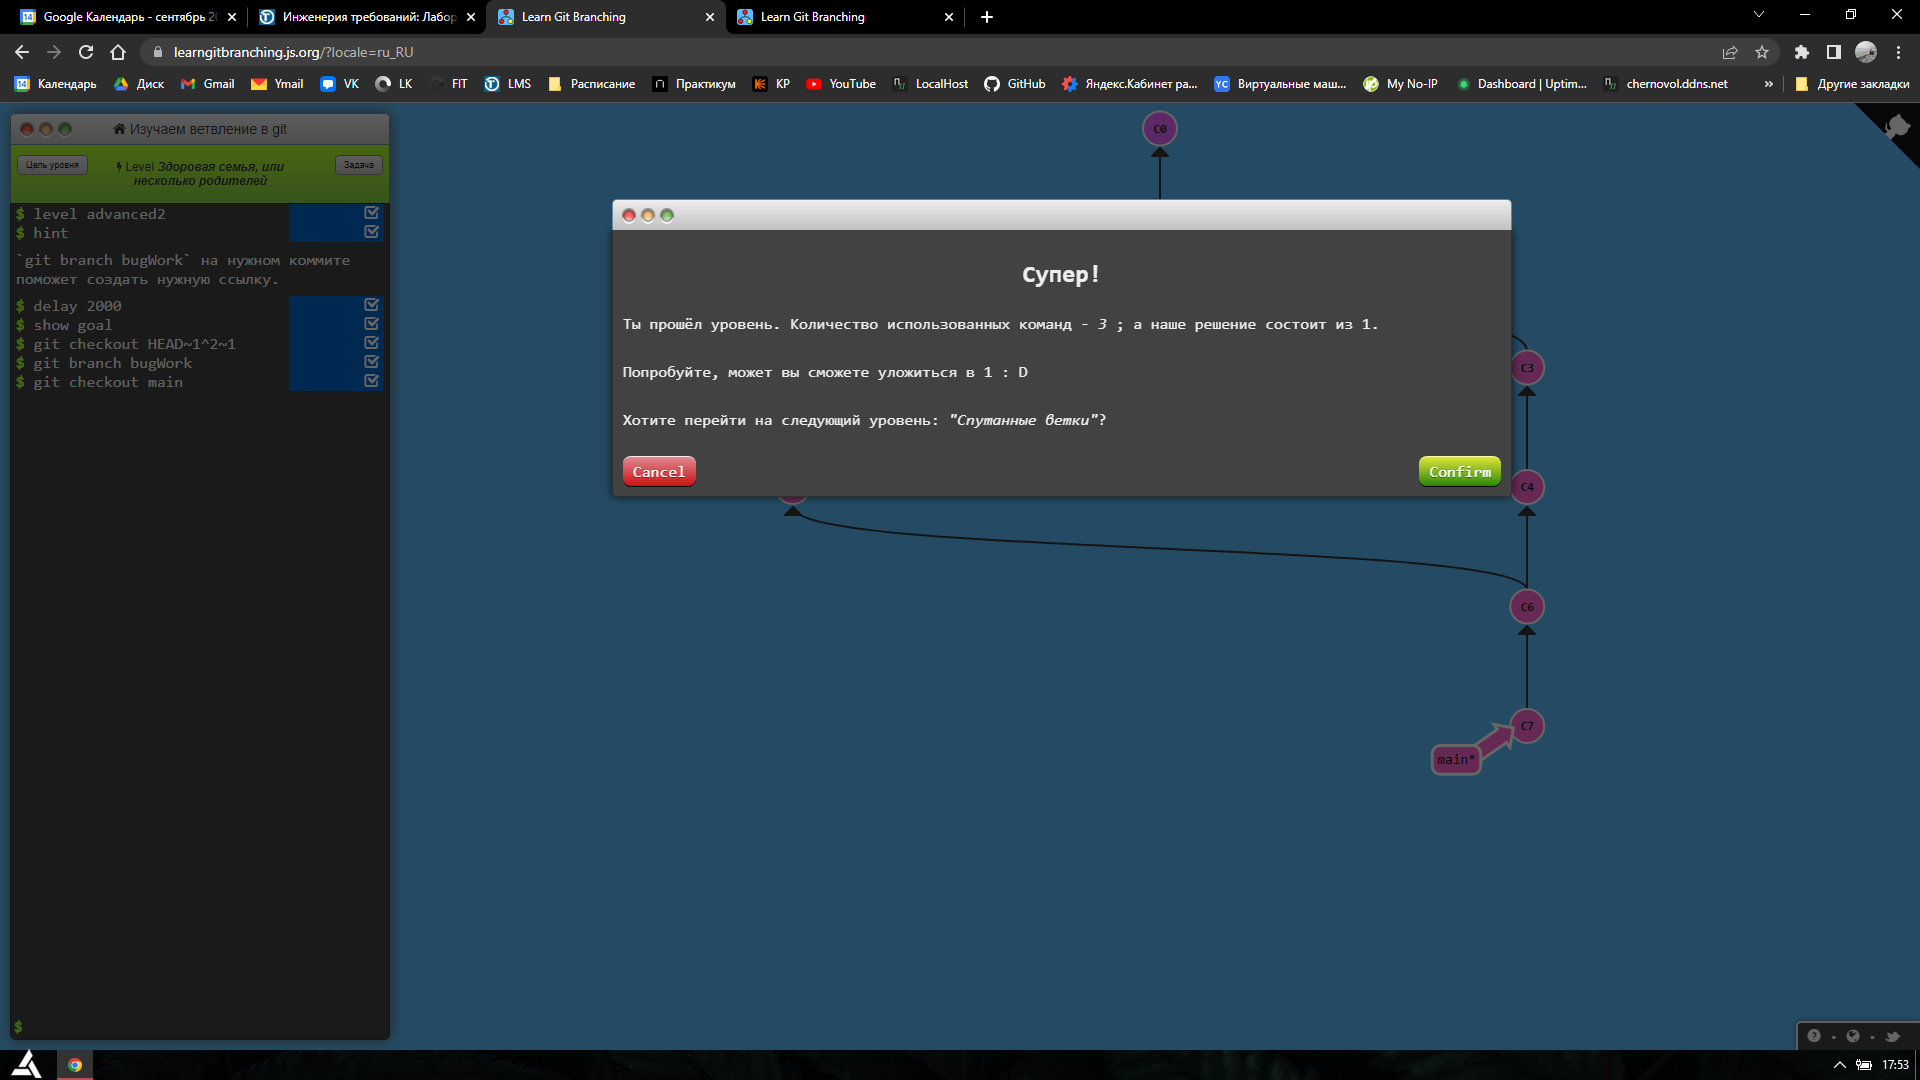 Google Календарь - сентябрь 20
Инженерия требований: Лабор
Learn Git Branching
Learn Git Branching
learngitbranching.js.org/?locale=ru_RU
14 Календарь
Диск
Gmail
Ymail
VK
LK
FIT
LMS
Расписание
Практикум
КР
YouTube
LocalHost
GitHub
Яндекс.Кабинет ра...
YC Виртуальные маш...
My No-IP
Dashboard | Uptim...
chernovol.ddns.net
»
Другие закладки
Изучаем ветвление в git
Цель уровня
Level Здоровая семья, или
несколько родителей
Задача
$ level advanced2
$ hint
`git branch bugWork` на нужном коммите
поможет создать нужную ссылку.
$ delay 2000
$ show goal
$ git checkout HEAD~1^2~1
$ git branch bugWork
$ git checkout main
$
C0
Супер!
Ты прошёл уровень. Количество использованных команд - 3 ; а наше решение состоит из 1.
Попробуйте, может вы сможете уложиться в 1 : D
Хотите перейти на следующий уровень: "Спутанные ветки"?
Cancel
Confirm
C3
C4
C6
C7
main*
17:53